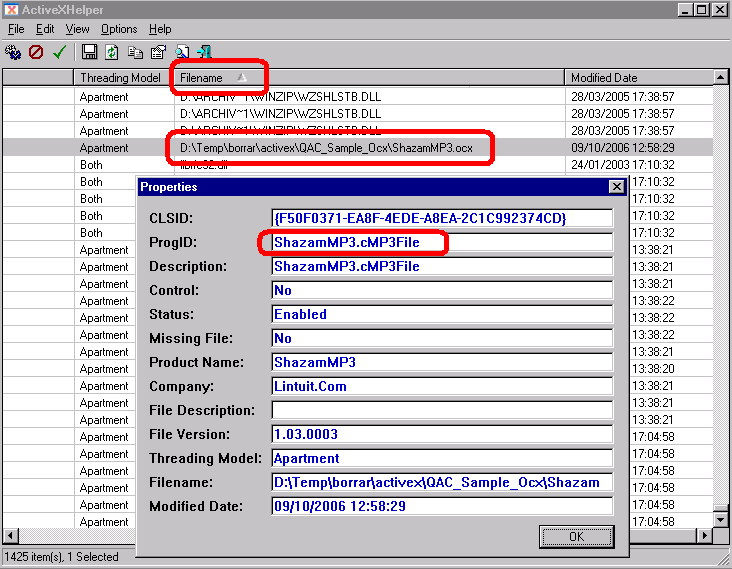 ActiveXHelper
File Edit View Options Help
Threading Model Filename Modified Date
Apartment D:\ARCHIV~1\WINZIP\WZSHLSTB.DLL 28/03/2005 17:38:57
Apartment D:\ARCHIV~1\WINZIP\WZSHLSTB.DLL 28/03/2005 17:38:57
Apartment D:\ARCHIV~1\WINZIP\WZSHLSTB.DLL 28/03/2005 17:38:57
Apartment D:\Temp\borrar\activex\QAC_Sample_Ocx\ShazamMP3.ocx 09/10/2006 12:58:29
Both librfc32.dll 24/01/2003 17:10:32
Both 17:10:32
Both 17:10:32
Both 17:10:32
Both 17:10:32
Apartment 13:38:21
Apartment 13:38:21
Apartment 13:38:22
Apartment 13:38:22
Apartment 13:38:22
Apartment 13:38:22
Apartment 13:38:21
Apartment 13:38:20
Apartment 13:38:21
Apartment 13:38:21
Apartment 13:38:21
Apartment 17:04:58
Apartment 17:04:58
Apartment 17:04:58
Apartment 17:04:58
Apartment 17:04:58
Apartment 17:04:58
Properties
CLSID: {F50F0371-EA8F-4EDE-A8EA-2C1C992374CD}
ProgID: ShazamMP3.cMP3File
Description: ShazamMP3.cMP3File
Control: No
Status: Enabled
Missing File: No
Product Name: ShazamMP3
Company: Lintuit.Com
File Description:
File Version: 1.03.0003
Threading Model: Apartment
Filename: D:\Temp\borrar\activex\QAC_Sample_Ocx\Shazam
Modified Date: 09/10/2006 12:58:29
OK
1425 item(s), 1 Selected